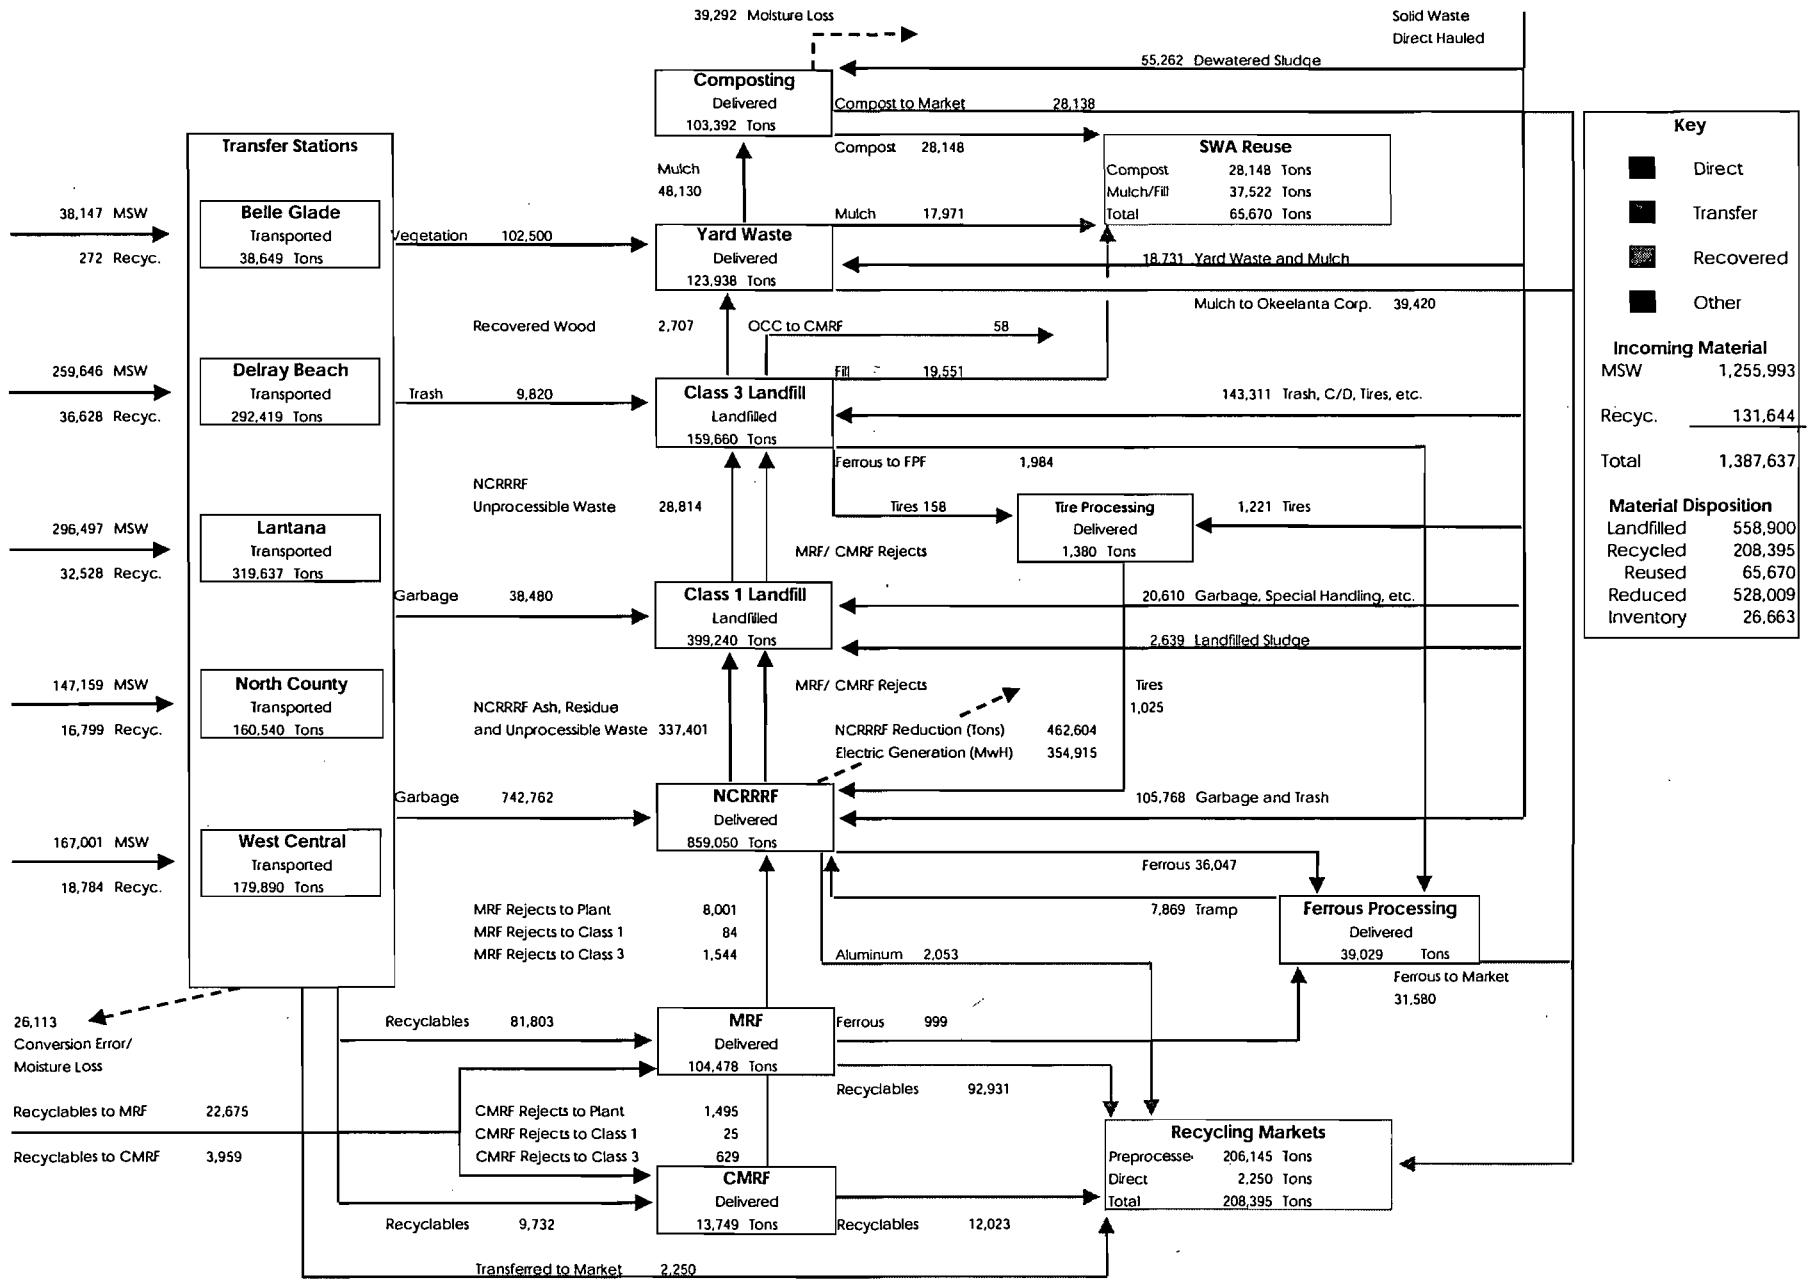 39,292 Moisture Loss
Solid Waste
Direct Hauled
55,262 Dewatered Sludge
Composting
Delivered
103,392 Tons
Compost to Market 28,138
Compost 28,148
SWA Reuse
Compost 28,148 Tons
Mulch/Fill 37,522 Tons
Total 65,670 Tons
Mulch
48,130
Mulch 17,971
Yard Waste
Delivered
123,938 Tons
18,731 Yard Waste and Mulch
Mulch to Okeelanta Corp. 39,420
Transfer Stations
38,147 MSW
272 Recyc.
Belle Glade
Transported
38,649 Tons
Vegetation 102,500
Recovered Wood 2,707
OCC to CMRF 58
259,646 MSW
36,628 Recyc.
Delray Beach
Transported
292,419 Tons
Trash 9,820
Fill 19,551
Class 3 Landfill
Landfilled
159,660 Tons
143,311 Trash, C/D, Tires, etc.
Ferrous to FPF 1,984
NCRRRF
Unprocessible Waste 28,814
Tires 158
Tire Processing
Delivered
1,380 Tons
1,221 Tires
MRF/ CMRF Rejects
296,497 MSW
32,528 Recyc.
Lantana
Transported
319,637 Tons
Garbage 38,480
Class 1 Landfill
Landfilled
399,240 Tons
20,610 Garbage, Special Handling, etc.
2,639 Landfilled Sludge
MRF/ CMRF Rejects
Tires
1,025
147,159 MSW
16,799 Recyc.
North County
Transported
160,540 Tons
NCRRRF Ash, Residue
and Unprocessible Waste 337,401
NCRRRF Reduction (Tons) 462,604
Electric Generation (MwH) 354,915
Garbage 742,762
NCRRRF
Delivered
859,050 Tons
105,768 Garbage and Trash
167,001 MSW
18,784 Recyc.
West Central
Transported
179,890 Tons
Ferrous 36,047
7,869 Tramp
Ferrous Processing
Delivered
39,029 Tons
Ferrous to Market
31,580
MRF Rejects to Plant 8,001
MRF Rejects to Class 1 84
MRF Rejects to Class 3 1,544
Aluminum 2,053
26,113
Conversion Error/
Moisture Loss
Recyclables 81,803
MRF
Delivered
104,478 Tons
Ferrous 999
Recyclables 92,931
Recyclables to MRF 22,675
Recyclables to CMRF 3,959
CMRF Rejects to Plant 1,495
CMRF Rejects to Class 1 25
CMRF Rejects to Class 3 629
CMRF
Delivered
13,749 Tons
Recyclables 9,732
Recyclables 12,023
Recycling Markets
Preprocesse 206,145 Tons
Direct 2,250 Tons
Total 208,395 Tons
Transferred to Market 2,250
Key
Direct
Transfer
Recovered
Other
Incoming Material
MSW 1,255,993
Recyc. 131,644
Total 1,387,637
Material Disposition
Landfilled 558,900
Recycled 208,395
Reused 65,670
Reduced 528,009
Inventory 26,663